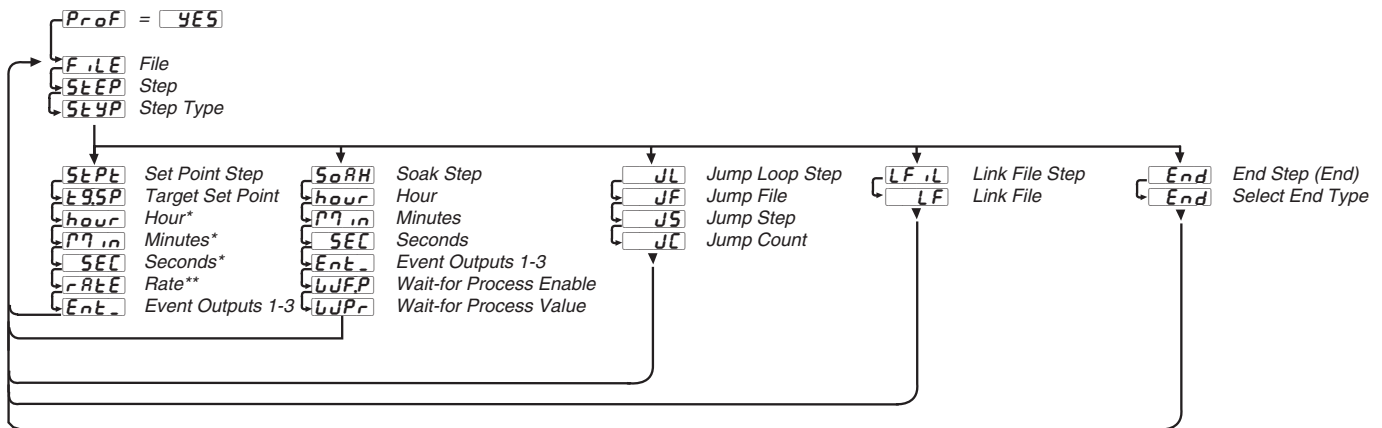 ProF = YES
FiLE File
StEP Step
StYP Step Type
StPt Set Point Step
tgSP Target Set Point
hour Hour*
Min Minutes*
SEC Seconds*
rAtE Rate**
Ent_ Event Outputs 1-3
SoAH Soak Step
hour Hour
Min Minutes
SEC Seconds
Ent_ Event Outputs 1-3
WF.P Wait-for Process Enable
WPr Wait-for Process Value
JL Jump Loop Step
JF Jump File
JS Jump Step
JC Jump Count
LFiL Link File Step
LF Link File
End End Step (End)
End Select End Type